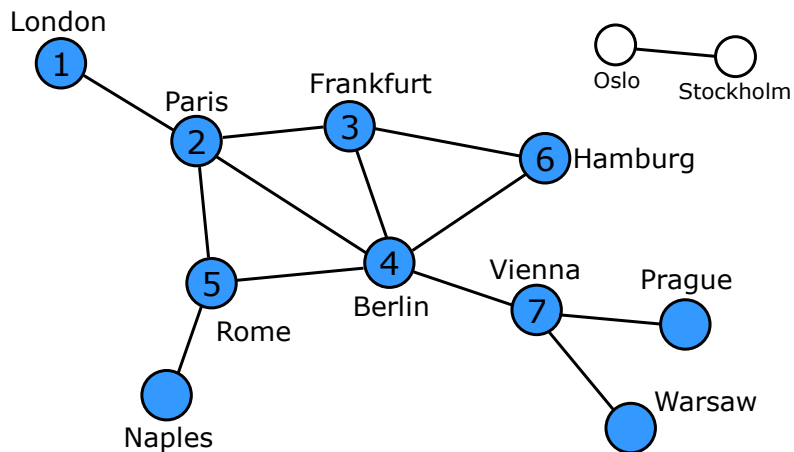 London
1
Paris
2
Frankfurt
3
Oslo
Stockholm
6
Hamburg
4
Berlin
5
Rome
Vienna
7
Prague
Warsaw
Naples